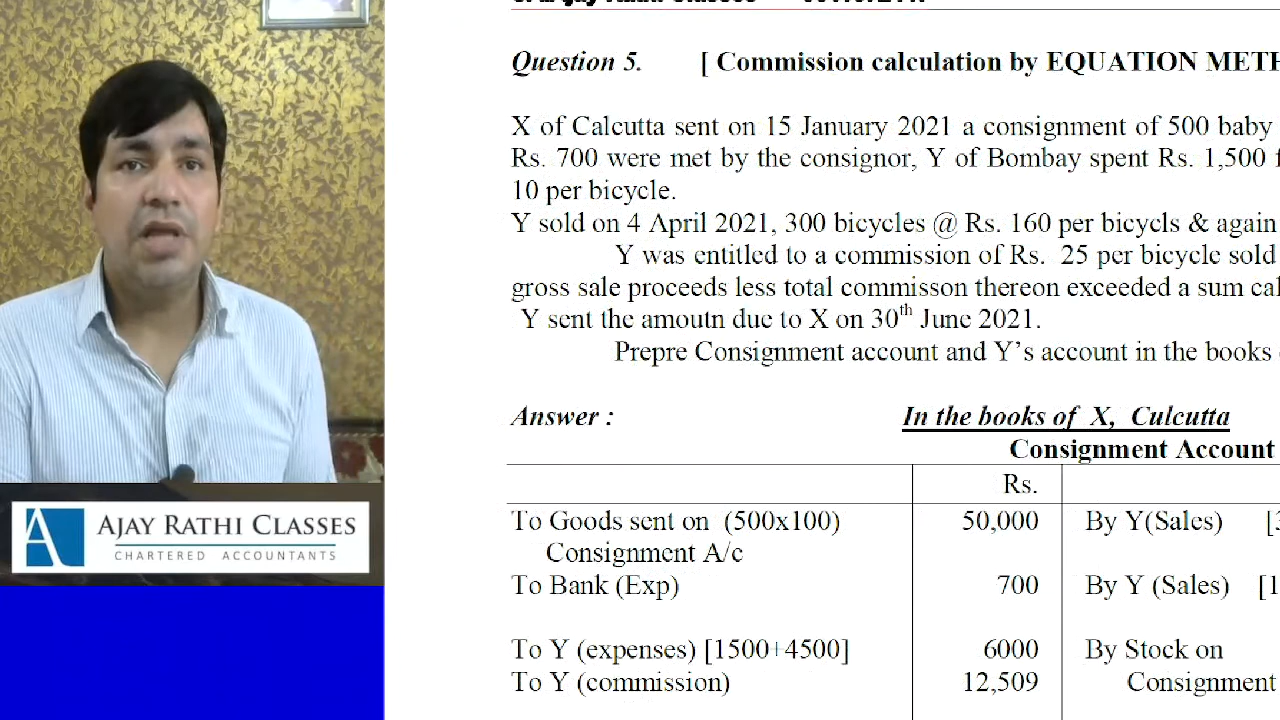 Question 5. [ Commission calculation by EQUATION METH
X of Calcutta sent on 15 January 2021 a consignment of 500 baby
Rs. 700 were met by the consignor, Y of Bombay spent Rs. 1,500 f
10 per bicycle.
Y sold on 4 April 2021, 300 bicycles @ Rs. 160 per bicycls & again
Y was entitled to a commission of Rs. 25 per bicycle sold
gross sale proceeds less total commisson thereon exceeded a sum cal
Y sent the amoutn due to X on 30th June 2021.
Prepre Consignment account and Y's account in the books
Answer : In the books of X, Culcutta
Consignment Account
Rs.
To Goods sent on (500x100) 50,000 By Y(Sales) [3
Consignment A/c
To Bank (Exp) 700 By Y (Sales) [1
To Y (expenses) [1500+4500] 6000 By Stock on
To Y (commission) 12,509 Consignment
AJAY RATHI CLASSES
CHARTERED ACCOUNTANTS